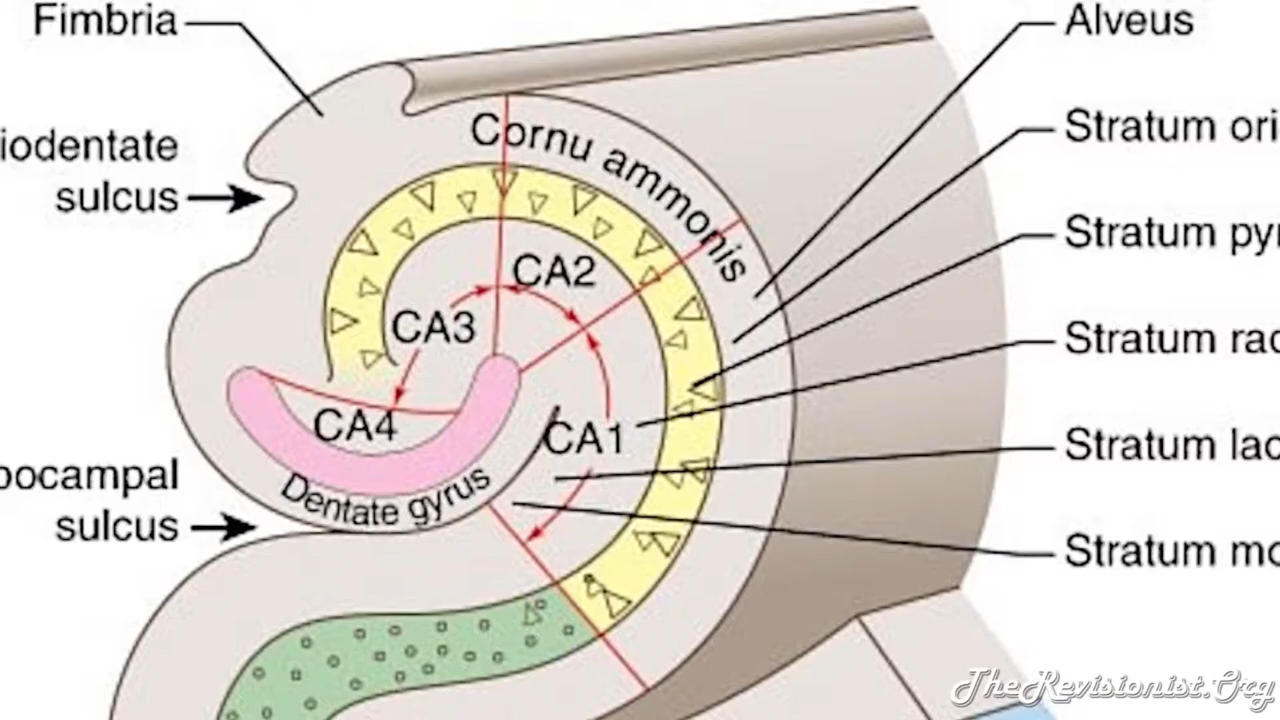 Fimbria
iodentate
sulcus
pocampal
sulcus
Cornu ammonis
CA2
CA3
CA4
CA1
Dentate gyrus
Alveus
Stratum ori
Stratum pyr
Stratum rad
Stratum lac
Stratum mo
TheRevisionist.Org